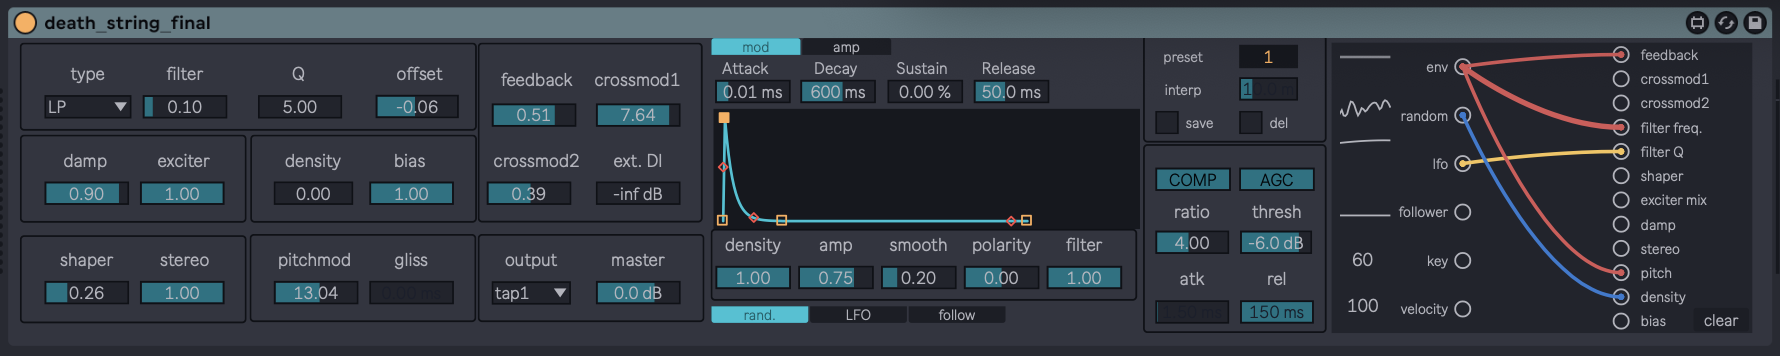 death_string_final
type filter Q offset
LP 0.10 5.00 -0.06
damp exciter density bias
0.90 1.00 0.00 1.00
shaper stereo pitchmod gliss
0.26 1.00 13.04
feedback crossmod1
0.51 7.64
crossmod2 ext. DI
0.39 -inf dB
output master
tap1 0.0 dB
mod amp
Attack Decay Sustain Release
0.01 ms 600 ms 0.00 % 50.0 ms
density amp smooth polarity filter
1.00 0.75 0.20 0.00 1.00
rand. LFO follow
preset 1
interp
save del
COMP AGC
ratio thresh
4.00 -6.0 dB
atk rel
150 ms
env
random
lfo
follower
60 key
100 velocity
feedback
crossmod1
crossmod2
filter freq.
filter Q
shaper
exciter mix
damp
stereo
pitch
density
bias
clear